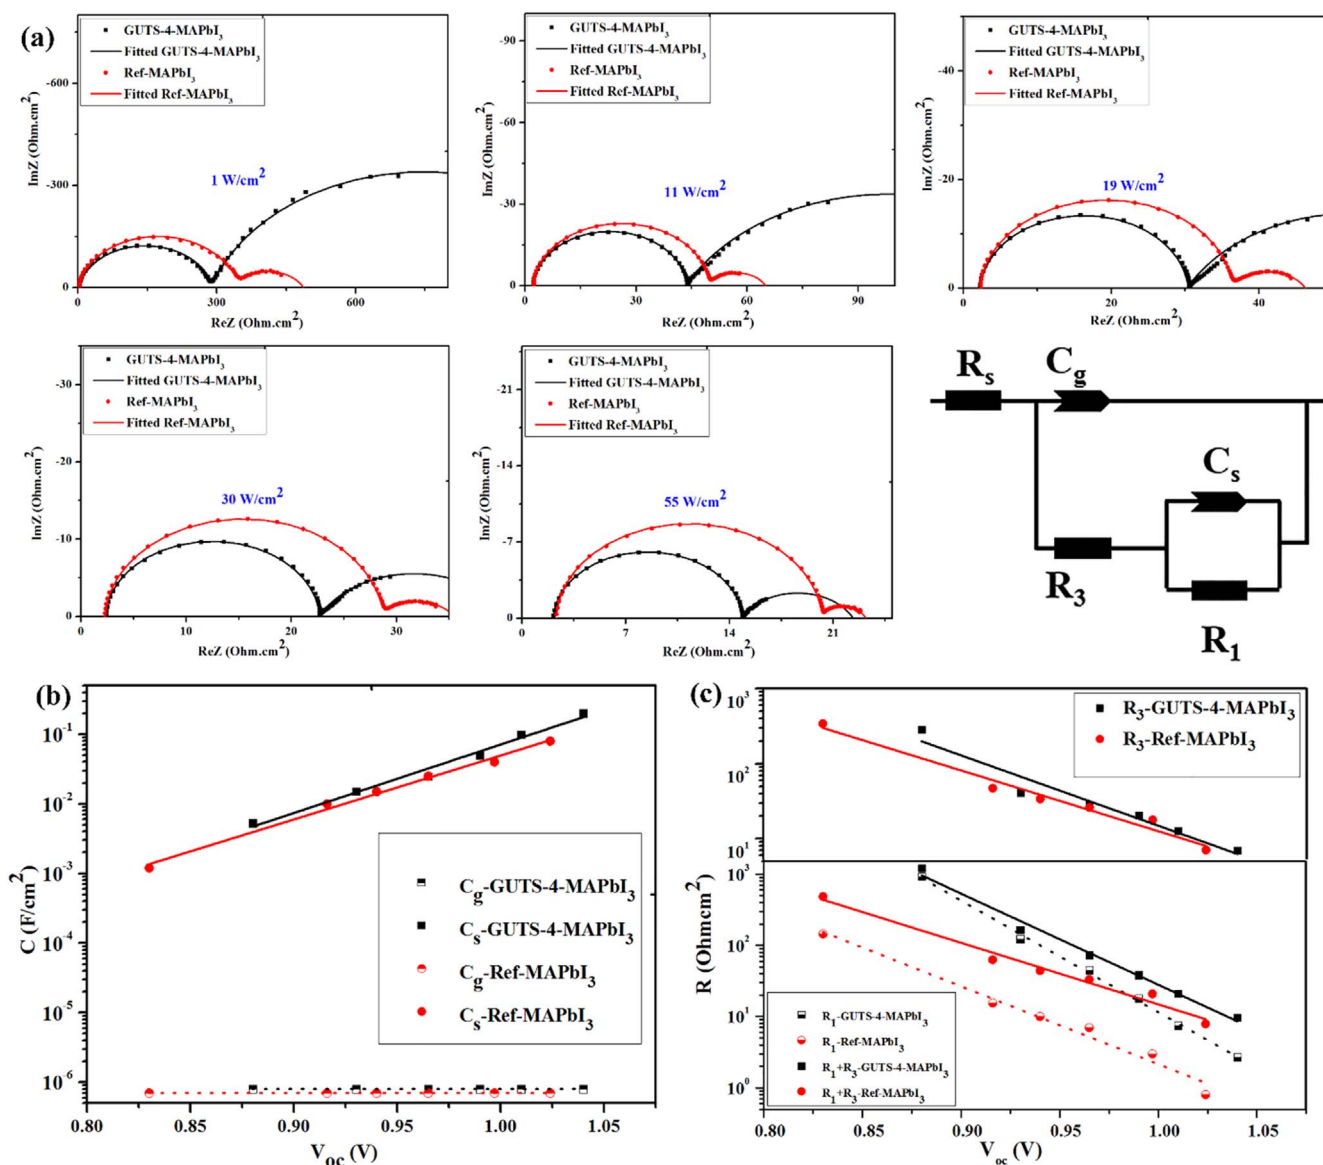 (a)
GUTS-4-MAPbI3
Fitted GUTS-4-MAPbI3
Ref-MAPbI3
Fitted Ref-MAPbI3
1 W/cm2
-600
-300
0
ImZ (Ohm.cm2)
0 300 600
ReZ (Ohm.cm2)
GUTS-4-MAPbI3
Fitted GUTS-4-MAPbI3
Ref-MAPbI3
Fitted Ref-MAPbI3
11 W/cm2
-90
-60
-30
0
ImZ (Ohm.cm2)
0 30 60 90
ReZ (Ohm.cm2)
GUTS-4-MAPbI3
Fitted GUTS-4-MAPbI3
Ref-MAPbI3
Fitted Ref-MAPbI3
19 W/cm2
-40
-20
0
ImZ (Ohm.cm2)
0 20 40
ReZ (Ohm.cm2)
GUTS-4-MAPbI3
Fitted GUTS-4-MAPbI3
Ref-MAPbI3
Fitted Ref-MAPbI3
30 W/cm2
-30
-20
-10
0
ImZ (Ohm.cm2)
0 10 20 30
ReZ (Ohm.cm2)
GUTS-4-MAPbI3
Fitted GUTS-4-MAPbI3
Ref-MAPbI3
Fitted Ref-MAPbI3
55 W/cm2
-21
-14
-7
0
ImZ (Ohm.cm2)
0 7 14 21
ReZ (Ohm.cm2)
Rs
Cg
Cs
R3
R1
(b)
10-1
10-2
10-3
10-4
10-5
10-6
C (F/cm2)
Cg-GUTS-4-MAPbI3
Cs-GUTS-4-MAPbI3
Cg-Ref-MAPbI3
Cs-Ref-MAPbI3
0.80 0.85 0.90 0.95 1.00 1.05
Voc (V)
(c)
103
102
101
R3-GUTS-4-MAPbI3
R3-Ref-MAPbI3
103
102
101
100
R (Ohmcm2)
R1-GUTS-4-MAPbI3
R1-Ref-MAPbI3
R1+R3-GUTS-4-MAPbI3
R1+R3-Ref-MAPbI3
0.80 0.85 0.90 0.95 1.00 1.05
Voc (V)